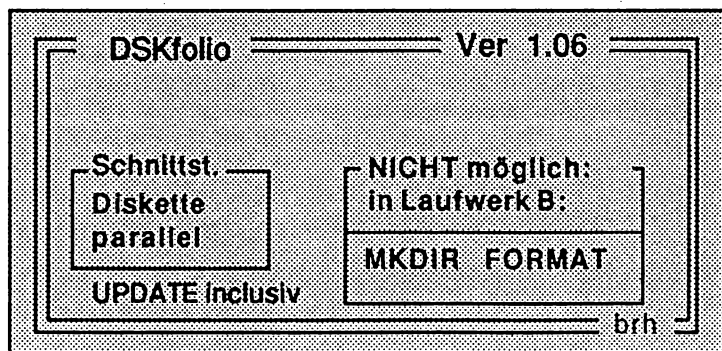 DSKfolio Ver 1.06
Schnittst.
Diskette
parallel
UPDATE inclusiv
NICHT möglich:
in Laufwerk B:
MKDIR FORMAT
brh